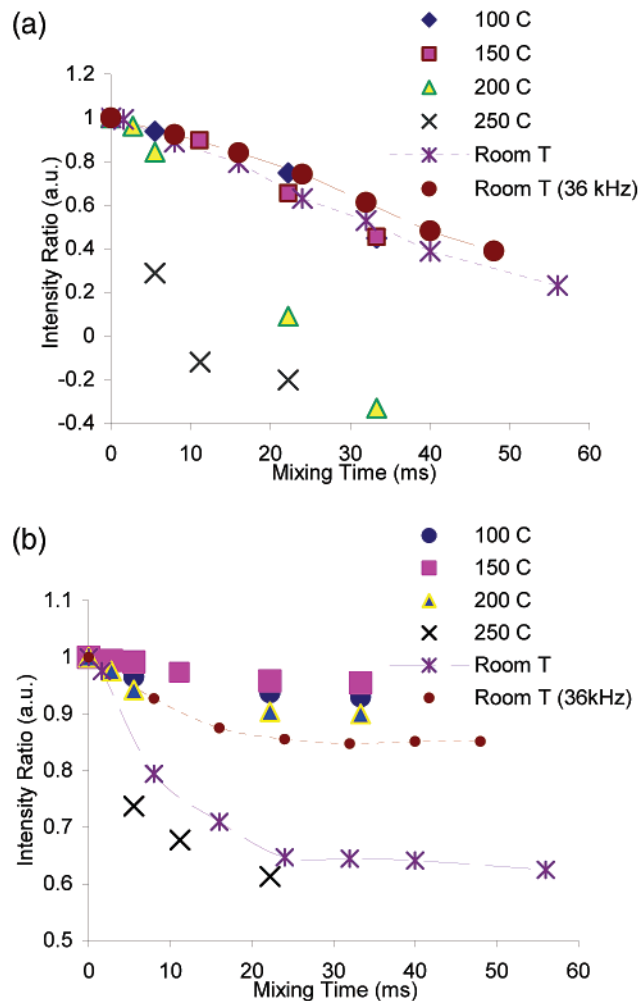 (a)
100 C
150 C
200 C
250 C
Room T
Room T (36 kHz)
Intensity Ratio (a.u.)
1.2
1
0.8
0.6
0.4
0.2
0
-0.2
-0.4
0
10
20
30
40
50
60
Mixing Time (ms)
(b)
100 C
150 C
200 C
250 C
Room T
Room T (36kHz)
Intensity Ratio (a.u.)
1.1
1
0.9
0.8
0.7
0.6
0.5
0
10
20
30
40
50
60
Mixing Time (ms)